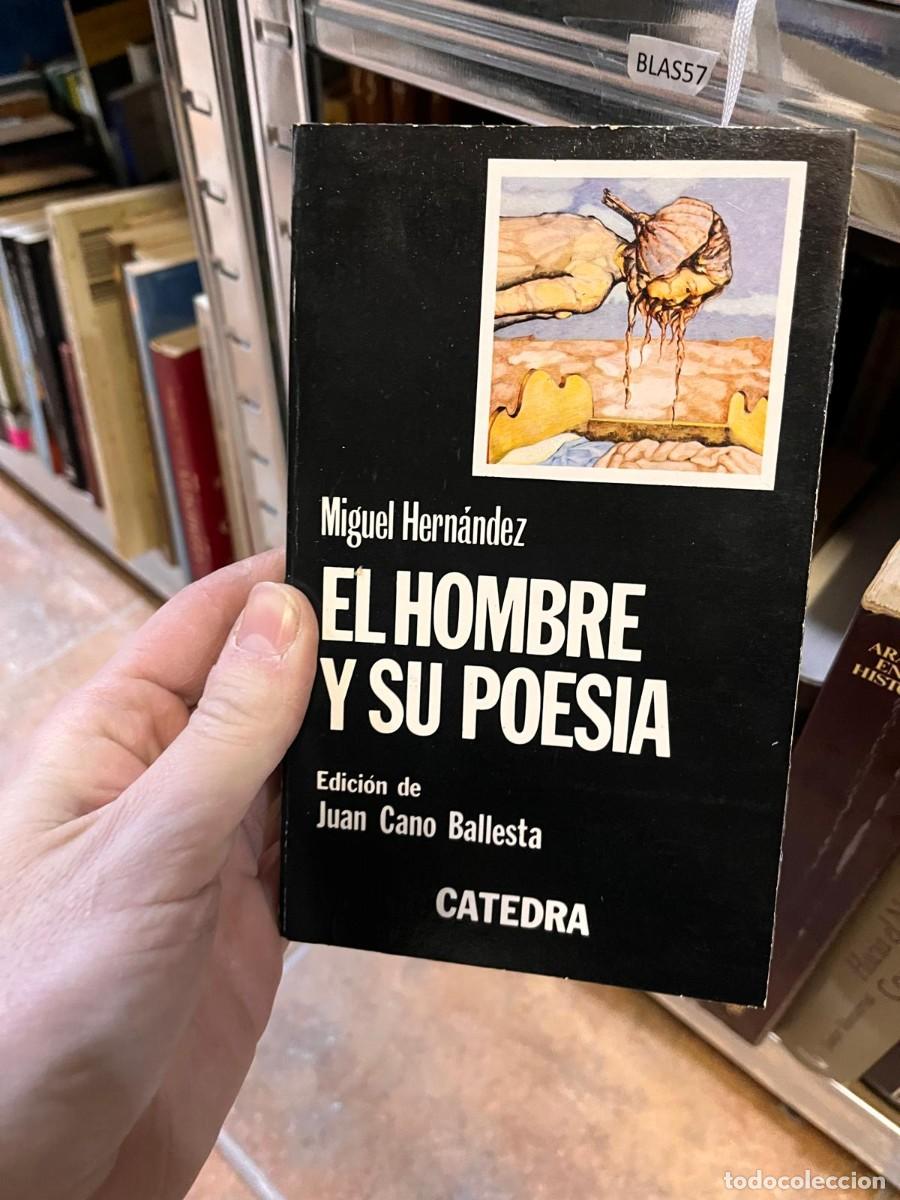 BLAS57
Miguel Hernández
EL HOMBRE
Y SU POESIA
Edición de
Juan Cano Ballesta
CATEDRA
todocoleccion